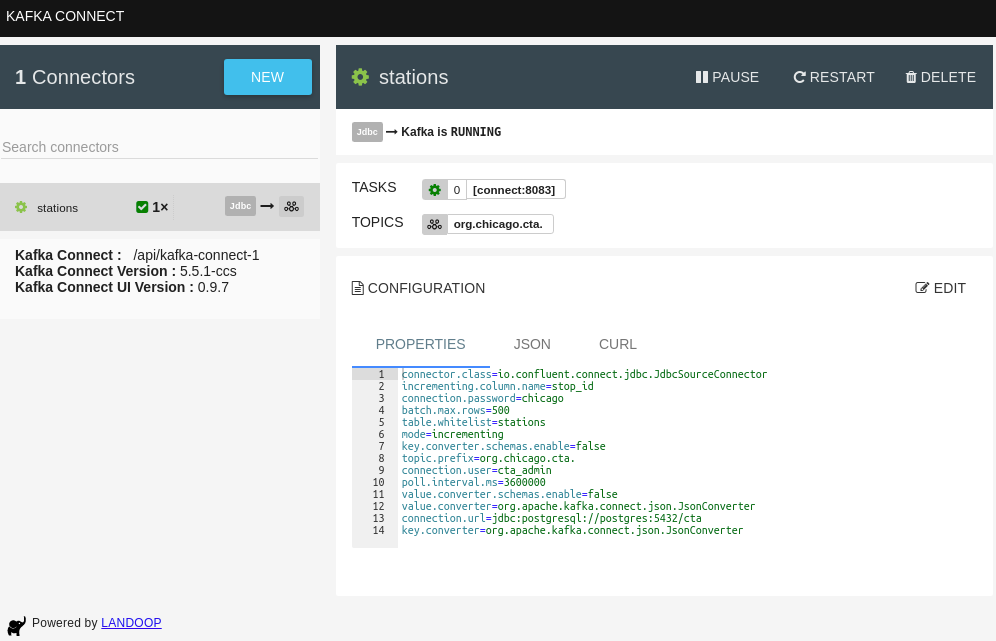 KAFKA CONNECT
1 Connectors
NEW
Search connectors
stations
1×
Jdbc
Kafka Connect : /api/kafka-connect-1
Kafka Connect Version : 5.5.1-ccs
Kafka Connect UI Version : 0.9.7
stations
PAUSE
RESTART
DELETE
Jdbc
Kafka is RUNNING
TASKS
0
[connect:8083]
TOPICS
org.chicago.cta.
CONFIGURATION
EDIT
PROPERTIES
JSON
CURL
1 connector.class=io.confluent.connect.jdbc.JdbcSourceConnector
2 incrementing.column.name=stop_id
3 connection.password=chicago
4 batch.max.rows=500
5 table.whitelist=stations
6 mode=incrementing
7 key.converter.schemas.enable=false
8 topic.prefix=org.chicago.cta.
9 connection.user=cta_admin
10 poll.interval.ms=3600000
11 value.converter.schemas.enable=false
12 value.converter=org.apache.kafka.connect.json.JsonConverter
13 connection.url=jdbc:postgresql://postgres:5432/cta
14 key.converter=org.apache.kafka.connect.json.JsonConverter
Powered by LANDOOP